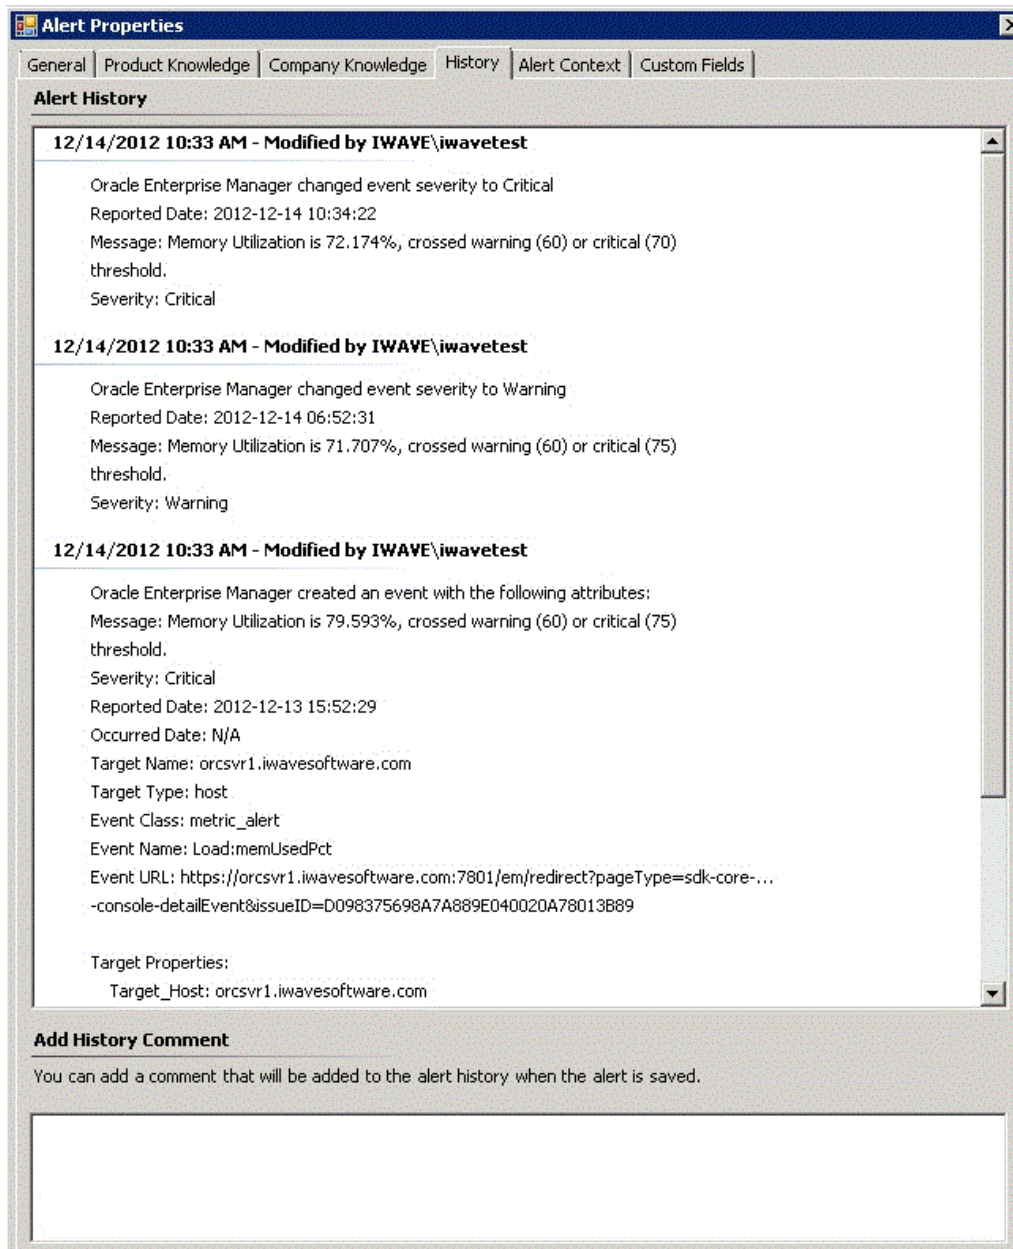 Alert Properties
General Product Knowledge Company Knowledge History Alert Context Custom Fields
Alert History
12/14/2012 10:33 AM - Modified by IWAVE\iwavetest
Oracle Enterprise Manager changed event severity to Critical
Reported Date: 2012-12-14 10:34:22
Message: Memory Utilization is 72.174%, crossed warning (60) or critical (70)
threshold.
Severity: Critical
12/14/2012 10:33 AM - Modified by IWAVE\iwavetest
Oracle Enterprise Manager changed event severity to Warning
Reported Date: 2012-12-14 06:52:31
Message: Memory Utilization is 71.707%, crossed warning (60) or critical (75)
threshold.
Severity: Warning
12/14/2012 10:33 AM - Modified by IWAVE\iwavetest
Oracle Enterprise Manager created an event with the following attributes:
Message: Memory Utilization is 79.593%, crossed warning (60) or critical (75)
threshold.
Severity: Critical
Reported Date: 2012-12-13 15:52:29
Occurred Date: N/A
Target Name: orcsvr1.iwavesoftware.com
Target Type: host
Event Class: metric_alert
Event Name: Load:memUsedPct
Event URL: https://orcsvr1.iwavesoftware.com:7801/em/redirect?pageType=sdk-core-...
-console-detailEvent&issueID=D098375698A7A889E040020A78013B89
Target Properties:
Target_Host: orcsvr1.iwavesoftware.com
Add History Comment
You can add a comment that will be added to the alert history when the alert is saved.